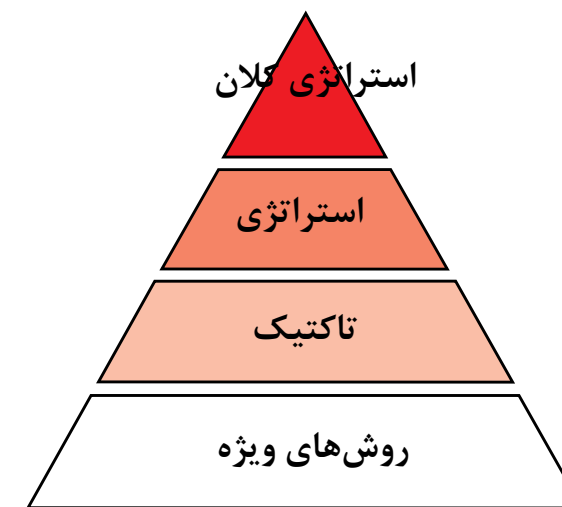 استراتژی کلان
استراتژی
تاکتیک
روش‌های ویژه